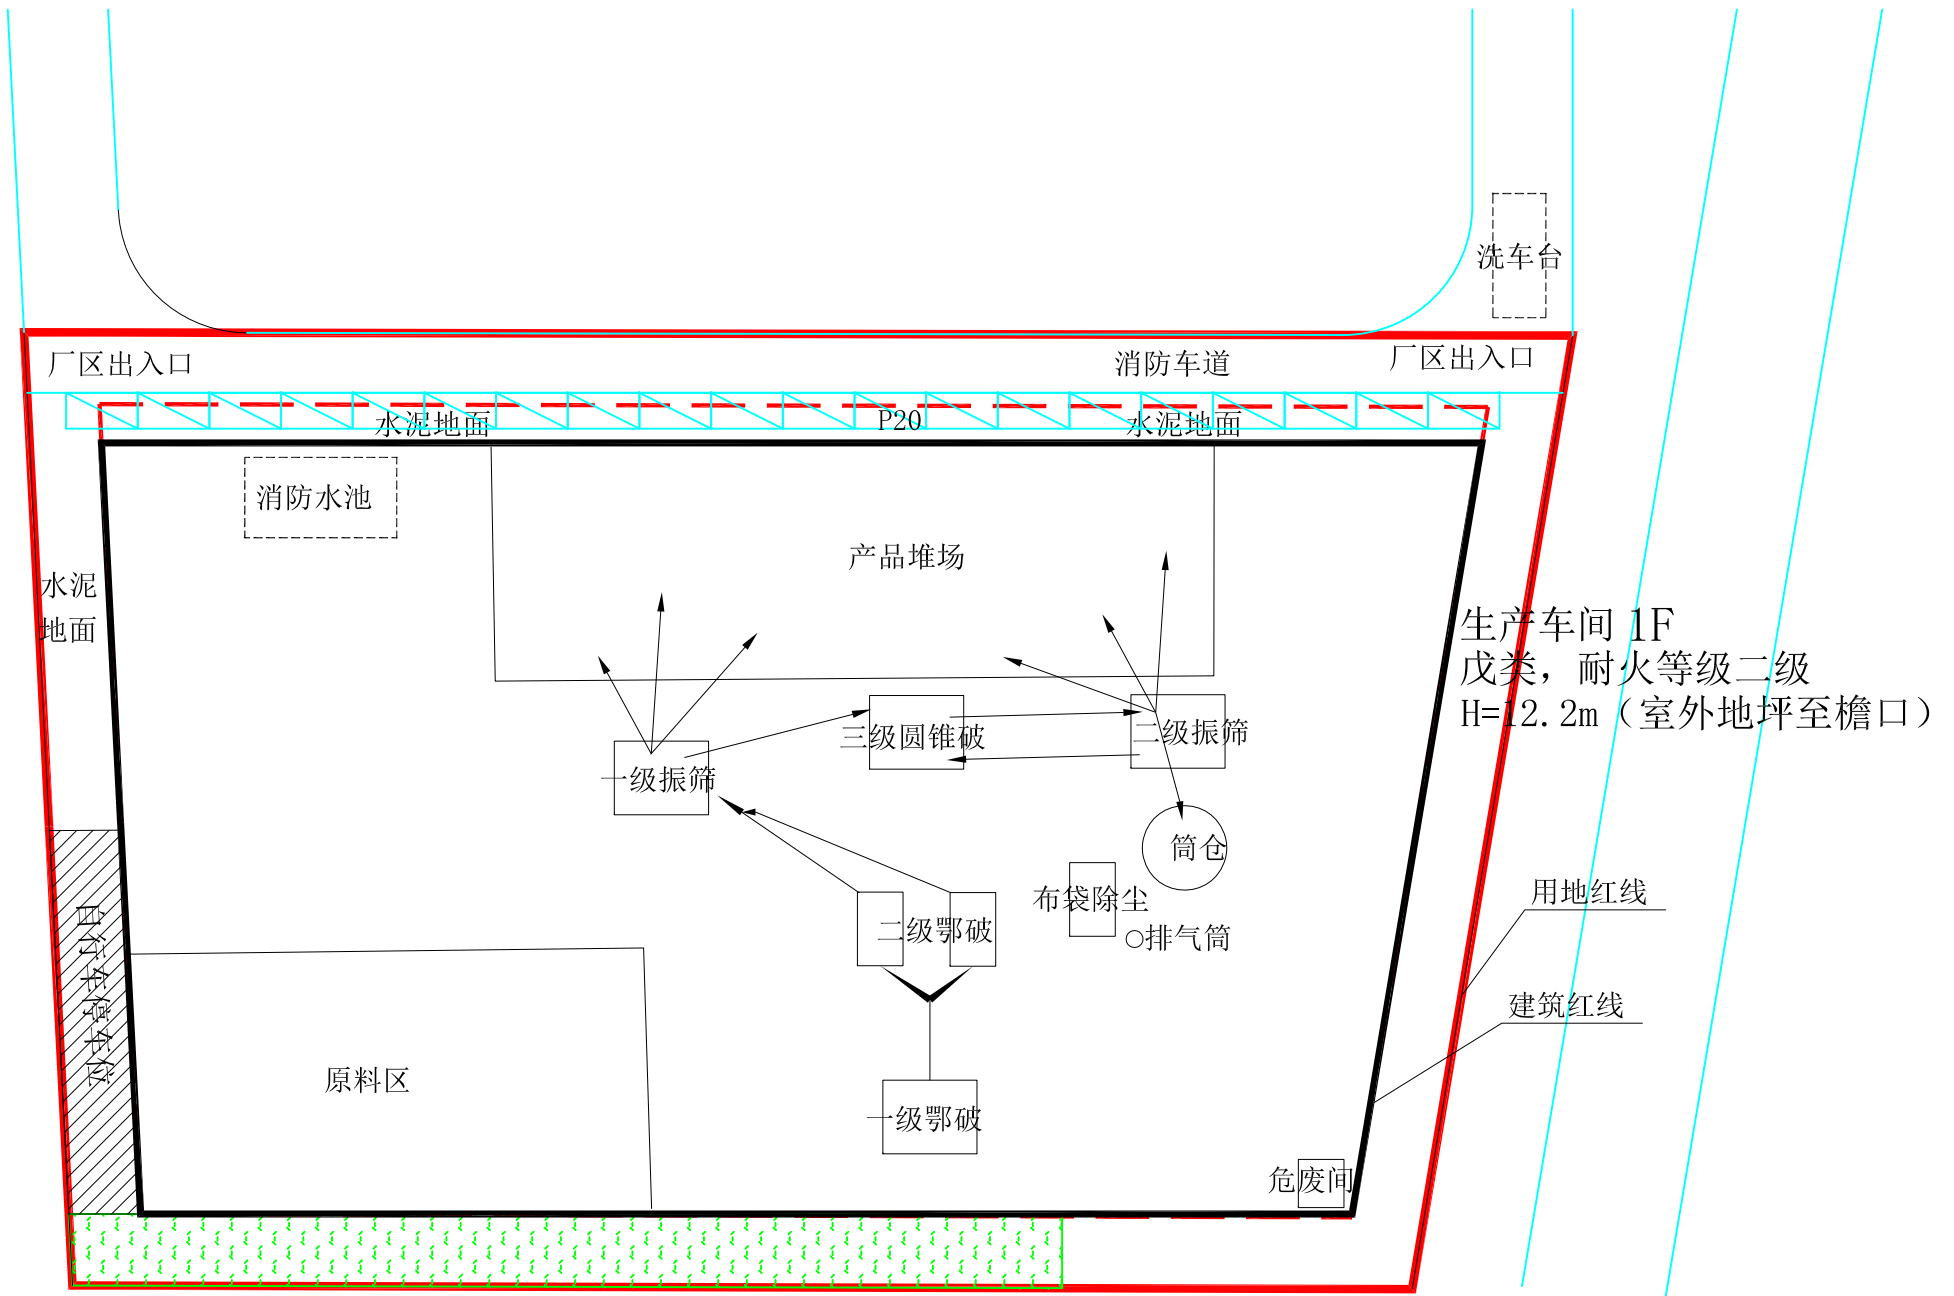 洗车台
厂区出入口
消防车道
厂区出入口
水泥地面
P20
水泥地面
消防水池
产品堆场
水泥
地面
生产车间 1F
戊类，耐火等级二级
H=12.2m（室外地坪至檐口）
三级圆锥破
二级振筛
一级振筛
筒仓
布袋除尘
排气筒
二级鄂破
用地红线
自行车停车位
建筑红线
原料区
一级鄂破
危废间